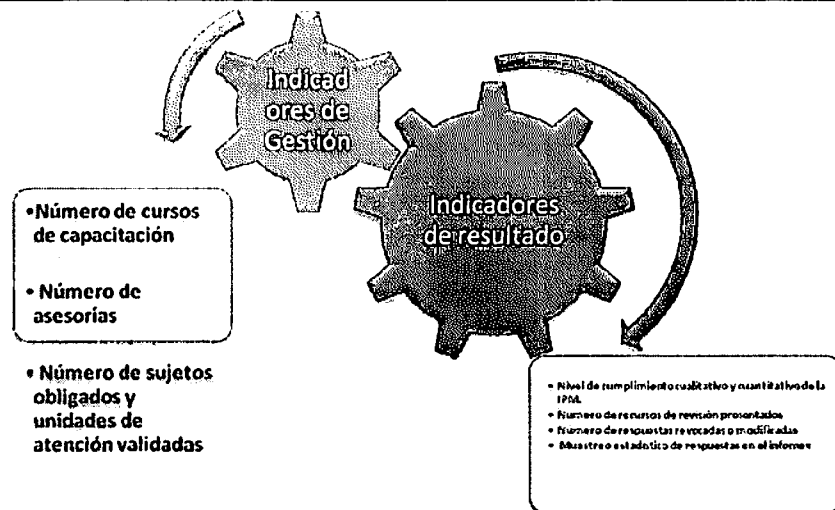 Indicad
ores de
Gestión
Indicadores
de resultado
•Número de cursos
de capacitación
• Número de
asesorías
• Número de sujetos
obligados y
unidades de
atención validadas
• Nivel de cumplimiento cualitativo y cuantitativo de la
IPM.
• Numero de recursos de revisión presentados
• Número de respuestas revocadas o modificadas
• Muestreo estadístico de respuestas en el informe